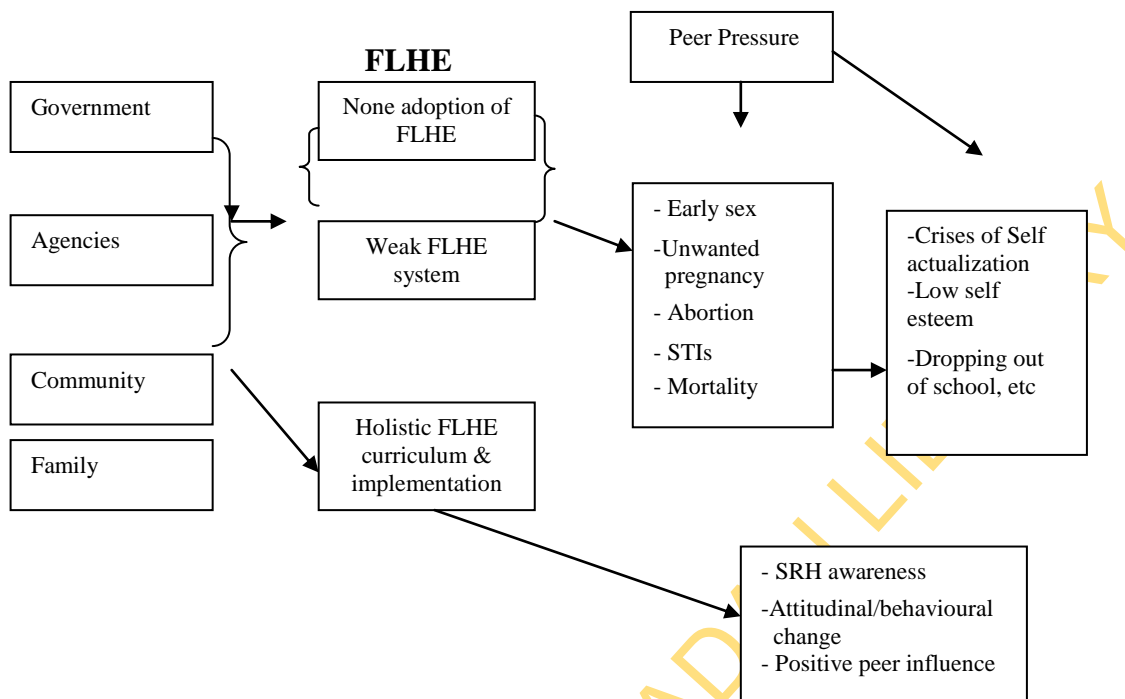 Peer Pressure
FLHE
Government
None adoption of
FLHE
Agencies
Weak FLHE
system
- Early sex
-Unwanted
pregnancy
- Abortion
- STIs
- Mortality
-Crises of Self
actualization
-Low self
esteem
-Dropping out
of school, etc
Community
Family
Holistic FLHE
curriculum &
implementation
- SRH awareness
-Attitudinal/behavioural
change
- Positive peer influence